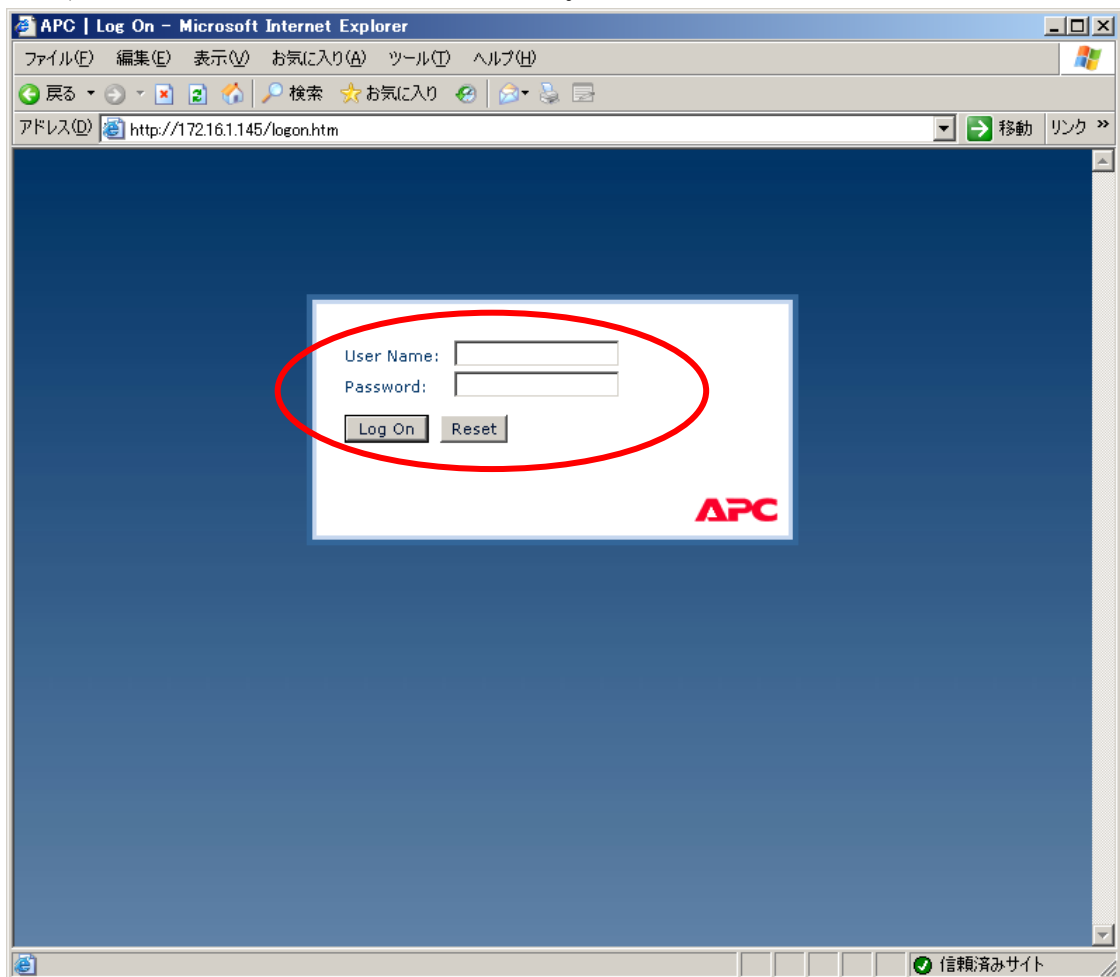 APC | Log On - Microsoft Internet Explorer
ファイル(F) 編集(E) 表示(V) お気に入り(A) ツール(T) ヘルプ(H)
戻る 検索 お気に入り
アドレス(D) http://172.16.1.145/logon.htm 移動 リンク »
User Name:
Password:
Log On Reset
APC
信頼済みサイト